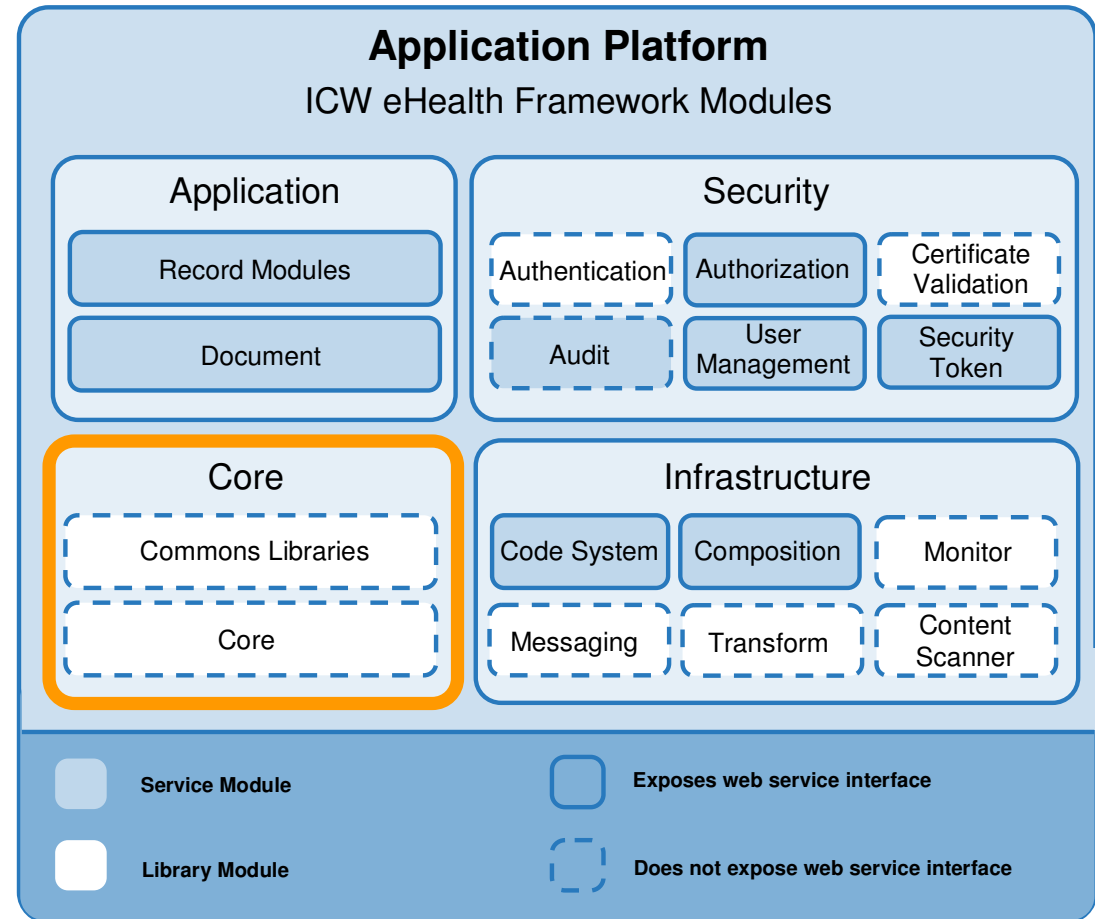 Application Platform
ICW eHealth Framework Modules
Application
Record Modules
Document
Security
Authentication
Authorization
Certificate
Validation
Audit
User
Management
Security
Token
Core
Commons Libraries
Core
Infrastructure
Code System
Composition
Monitor
Messaging
Transform
Content
Scanner
Service Module
Exposes web service interface
Library Module
Does not expose web service interface